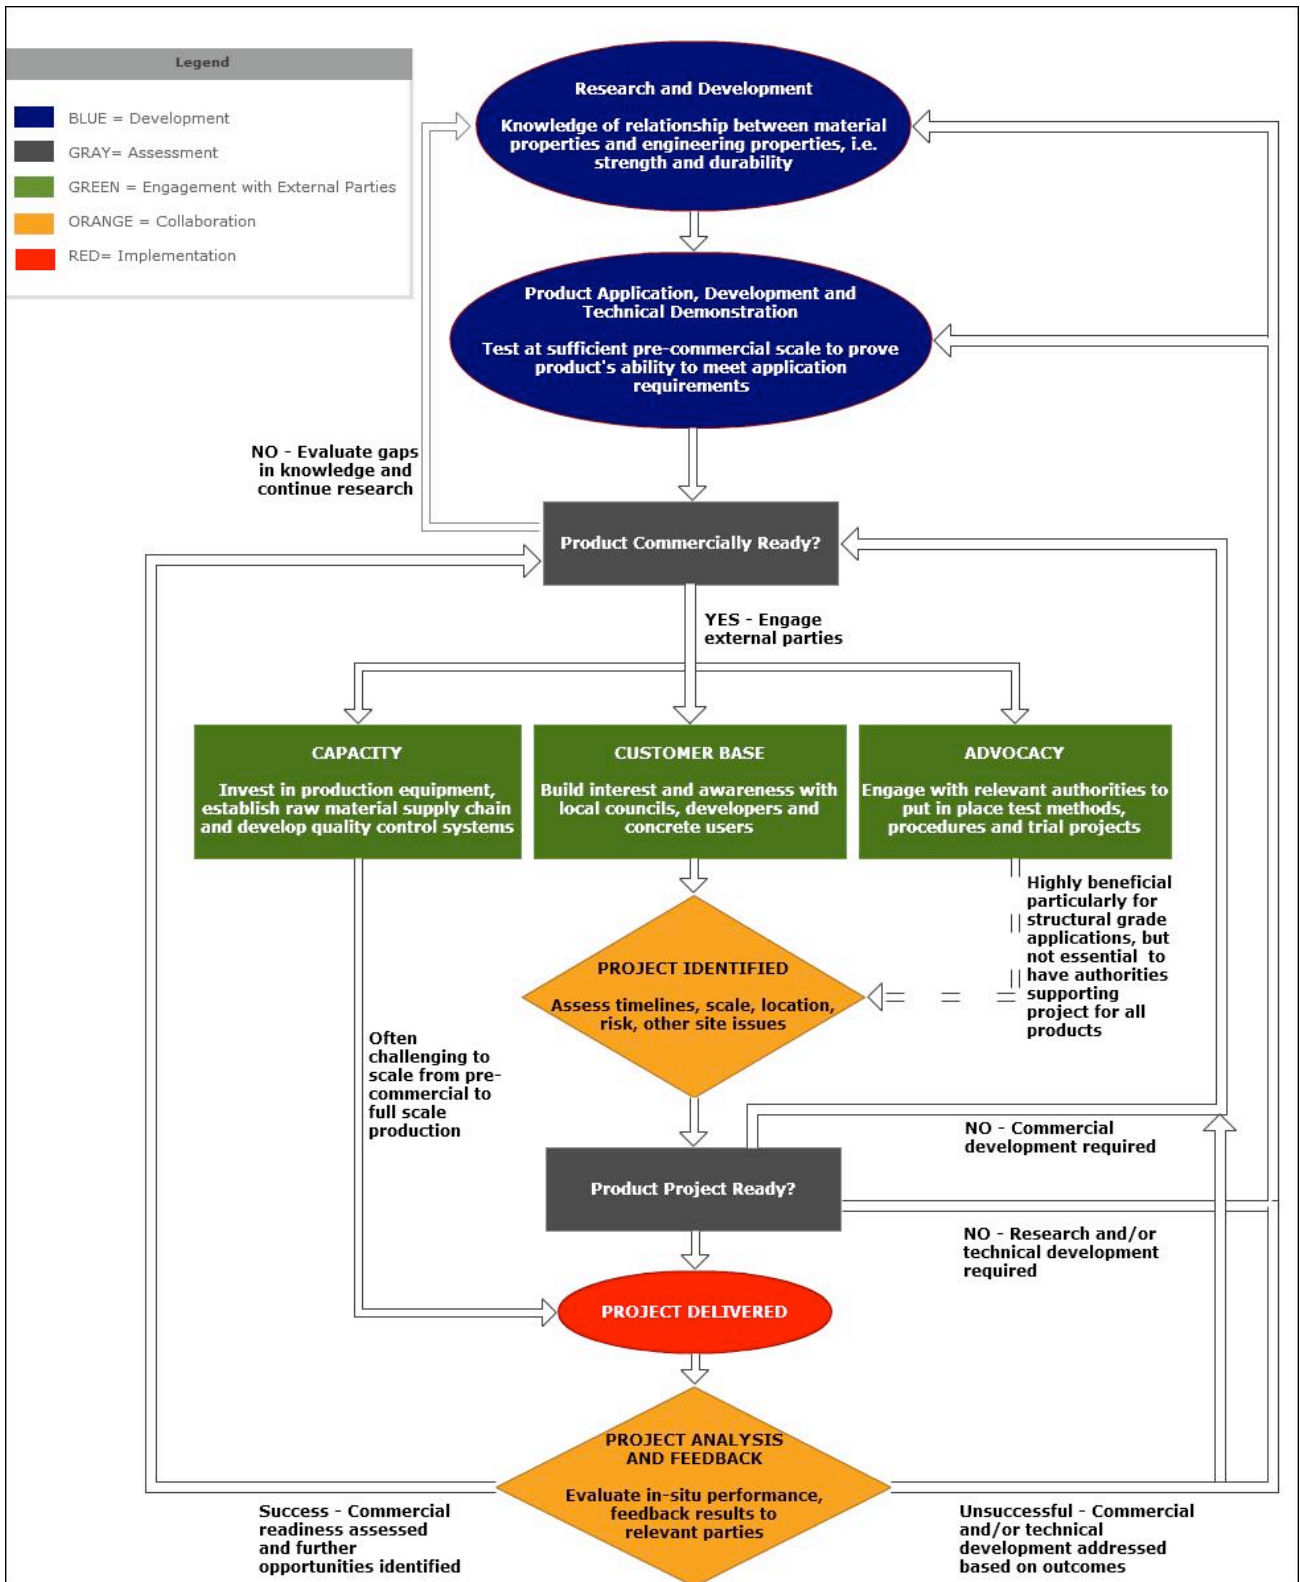 Legend
BLUE = Development
GRAY= Assessment
GREEN = Engagement with External Parties
ORANGE = Collaboration
RED= Implementation
Research and Development
Knowledge of relationship between material
properties and engineering properties, i.e.
strength and durability
Product Application, Development and
Technical Demonstration
Test at sufficient pre-commercial scale to prove
product's ability to meet application
requirements
NO - Evaluate gaps
in knowledge and
continue research
Product Commercially Ready?
YES - Engage
external parties
CAPACITY
Invest in production equipment,
establish raw material supply chain
and develop quality control systems
CUSTOMER BASE
Build interest and awareness with
local councils, developers and
concrete users
ADVOCACY
Engage with relevant authorities to
put in place test methods,
procedures and trial projects
Highly beneficial
particularly for
structural grade
applications, but
not essential to
have authorities
supporting
project for all
products
PROJECT IDENTIFIED
Assess timelines, scale, location,
risk, other site issues
Often
challenging to
scale from pre-
commercial to
full scale
production
NO - Commercial
development required
Product Project Ready?
NO - Research and/or
technical development
required
PROJECT DELIVERED
PROJECT ANALYSIS
AND FEEDBACK
Evaluate in-situ performance,
feedback results to
relevant parties
Success - Commercial
readiness assessed
and further
opportunities identified
Unsuccessful - Commercial
and/or technical
development addressed
based on outcomes